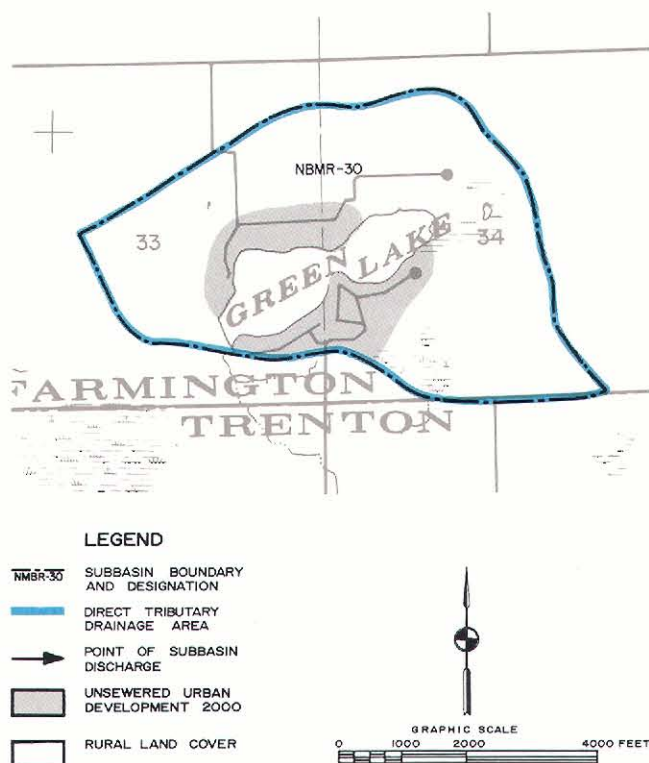 NBMR-30
33
34
GREEN LAKE
FARMINGTON
TRENTON
LEGEND
NMBR-30 SUBBASIN BOUNDARY
AND DESIGNATION
DIRECT TRIBUTARY
DRAINAGE AREA
POINT OF SUBBASIN
DISCHARGE
UNSEWERED URBAN
DEVELOPMENT 2000
RURAL LAND COVER
GRAPHIC SCALE
0 1000 2000 4000 FEET